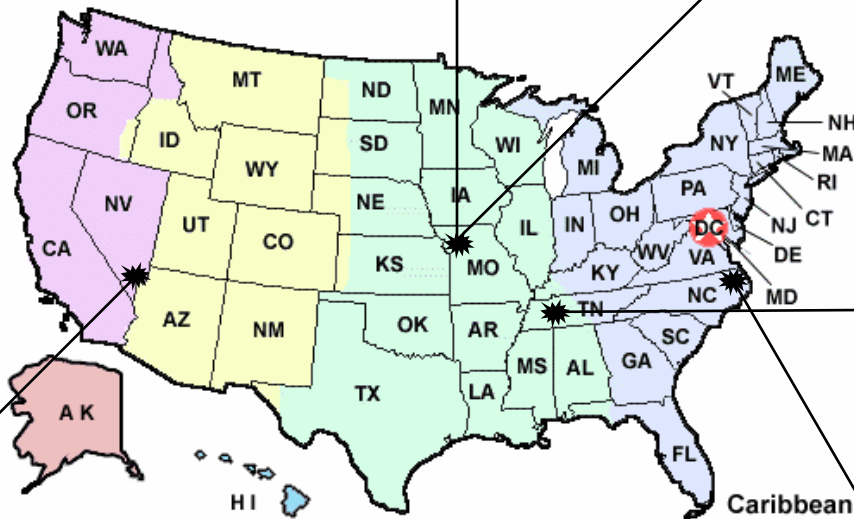 WA
MT
ND
MN
OR
ID
SD
WI
MI
VT
ME
NH
NY
MA
RI
WY
NE
IA
PA
CT
NJ
NV
UT
CO
CA
IL
IN
OH
WV
DC
VA
DE
MD
KS
MO
KY
AZ
NM
OK
AR
TN
NC
SC
TX
LA
MS
AL
GA
FL
A K
H I
Caribbean